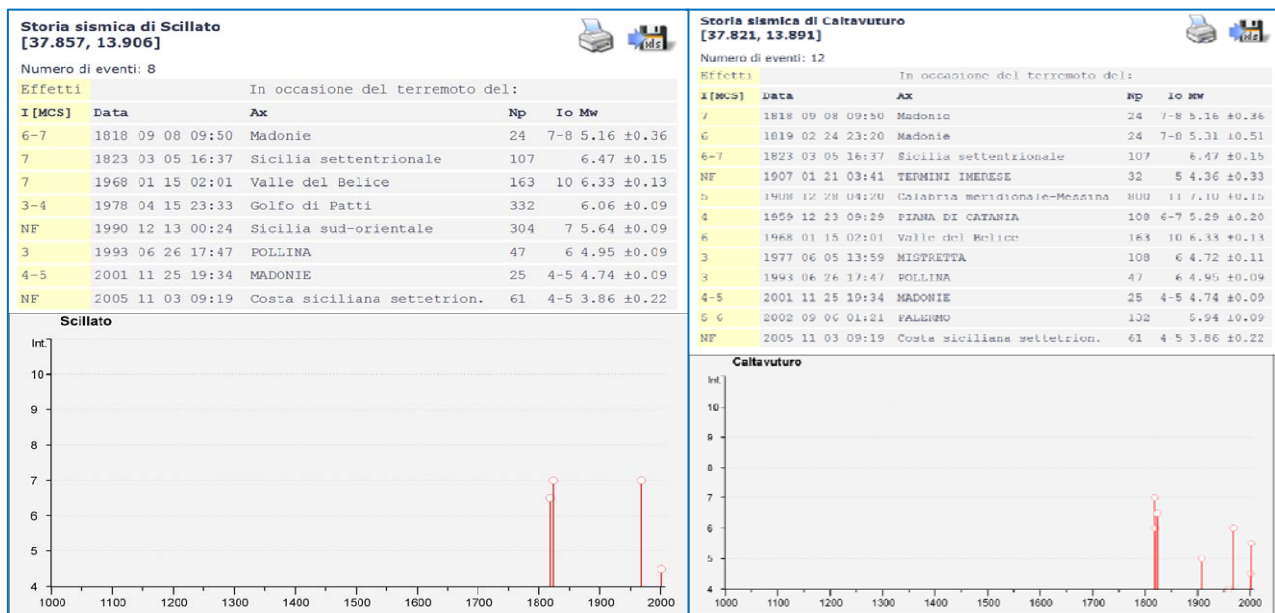 Storia sismica di Scillato
[37.857, 13.906]
Numero di eventi: 8
Effetti In occasione del terremoto del:
I[MCS] Data Ax Np Io Mw
6-7 1818 09 08 09:50 Madonie 24 7-8 5.16 ±0.36
7 1823 03 05 16:37 Sicilia settentrionale 107 6.47 ±0.15
7 1968 01 15 02:01 Valle del Belice 163 10 6.33 ±0.13
3-4 1978 04 15 23:33 Golfo di Patti 332 6.06 ±0.09
NF 1990 12 13 00:24 Sicilia sud-orientale 304 7 5.64 ±0.09
3 1993 06 26 17:47 POLLINA 47 6 4.95 ±0.09
4-5 2001 11 25 19:34 MADONIE 25 4-5 4.74 ±0.09
NF 2005 11 03 09:19 Costa siciliana settetrion. 61 4-5 3.86 ±0.22
Scillato
Int.
10
9
8
7
6
5
4
1000 1100 1200 1300 1400 1500 1600 1700 1800 1900 2000
Storia sismica di Caltavuturo
[37.821, 13.891]
Numero di eventi: 12
Effetti In occasione del terremoto del:
I[MCS] Data Ax Np Io Mw
7 1818 09 08 09:50 Madonie 24 7-8 5.16 ±0.36
6 1819 02 24 23:20 Madonie 24 7-8 5.31 ±0.51
6-7 1823 03 05 16:37 Sicilia settentrionale 107 6.47 ±0.15
NF 1907 01 21 03:41 TERMINI IMERESE 32 5 4.36 ±0.33
5 1908 12 28 04:20 Calabria meridionale-Messina 800 11 7.10 ±0.15
4 1959 12 23 09:29 PIANA DI CATANIA 108 6-7 5.29 ±0.20
6 1968 01 15 02:01 Valle del Belice 163 10 6.33 ±0.13
3 1977 06 05 13:59 MISTRETTA 108 6 4.72 ±0.11
3 1993 06 26 17:47 POLLINA 47 6 4.95 ±0.09
4-5 2001 11 25 19:34 MADONIE 25 4-5 4.74 ±0.09
5-6 2002 09 06 01:21 PALERMO 132 5.94 ±0.09
NF 2005 11 03 09:19 Costa siciliana settetrion. 61 4-5 3.86 ±0.22
Caltavuturo
Int.
10
9
8
7
6
5
4
1000 1100 1200 1300 1400 1500 1600 1700 1800 1900 2000